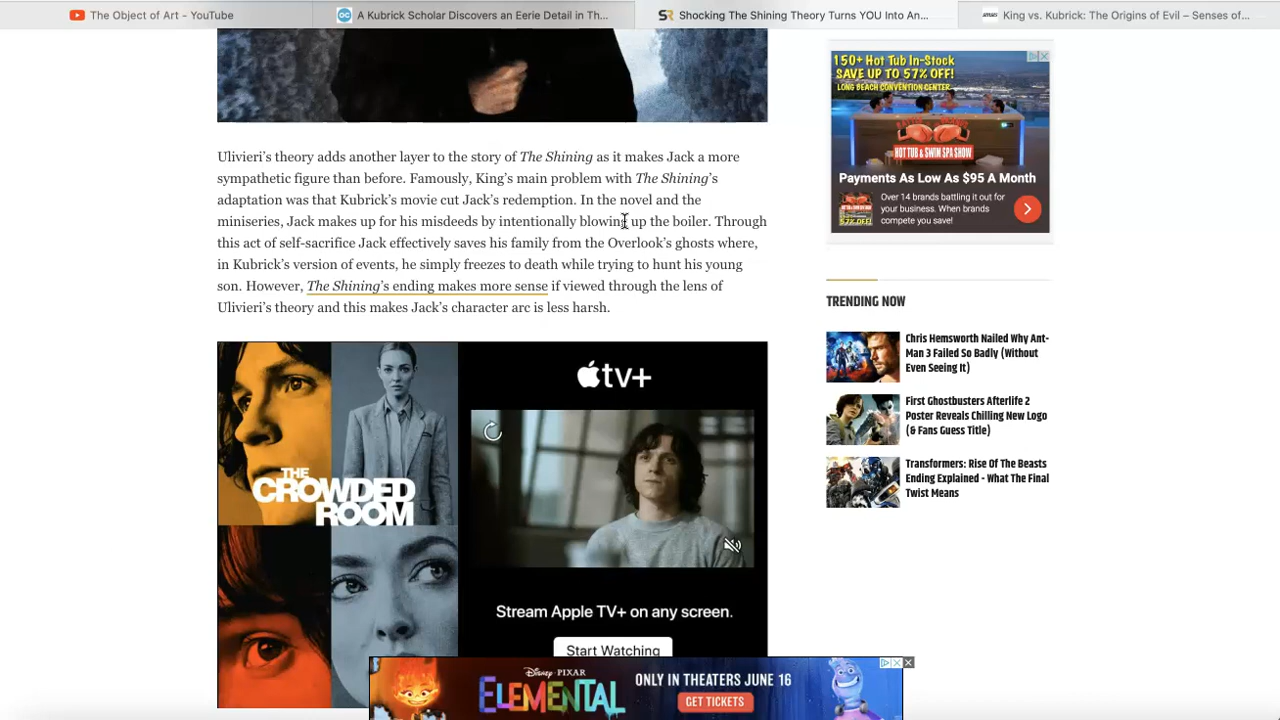 The Object of Art – YouTube
A Kubrick Scholar Discovers an Eerie Detail in Th...
Shocking The Shining Theory Turns YOU Into An...
King vs. Kubrick: The Origins of Evil – Senses of...
Ulivieri's theory adds another layer to the story of The Shining as it makes Jack a more
sympathetic figure than before. Famously, King's main problem with The Shining's
adaptation was that Kubrick's movie cut Jack's redemption. In the novel and the
miniseries, Jack makes up for his misdeeds by intentionally blowing up the boiler. Through
this act of self-sacrifice Jack effectively saves his family from the Overlook's ghosts where,
in Kubrick's version of events, he simply freezes to death while trying to hunt his young
son. However, The Shining's ending makes more sense if viewed through the lens of
Ulivieri's theory and this makes Jack's character arc is less harsh.
THE
CROWDED
ROOM
tv+
Stream Apple TV+ on any screen.
Start Watching
150+ Hot Tub In-Stock
SAVE UP TO 57% OFF!
LONG BEACH CONVENTION CENTER
HOT TUB & SWIM SPA SHOW
Payments As Low As $95 A Month
Over 14 brands battling it out for
your business. When brands
compete you save!
TRENDING NOW
Chris Hemsworth Nailed Why Ant-
Man 3 Failed So Badly (Without
Even Seeing It)
First Ghostbusters Afterlife 2
Poster Reveals Chilling New Logo
(& Fans Guess Title)
Transformers: Rise Of The Beasts
Ending Explained - What The Final
Twist Means
Disney · PIXAR
ELEMENTAL
ONLY IN THEATERS JUNE 16
GET TICKETS